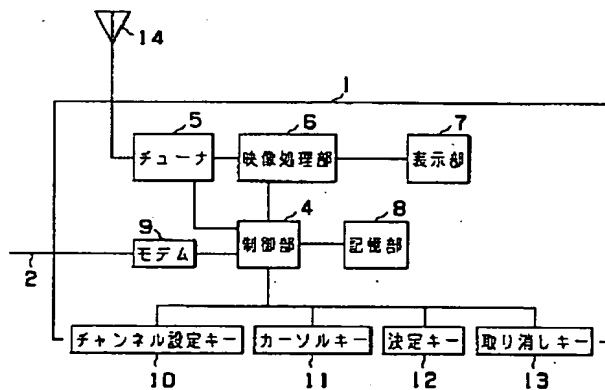 14
1
5
6
7
チューナ
映像処理部
表示部
4
8
9
制御部
記憶部
モデム
2
チャンネル設定キー
カーソルキー
決定キー
取り消しキー
10
11
12
13